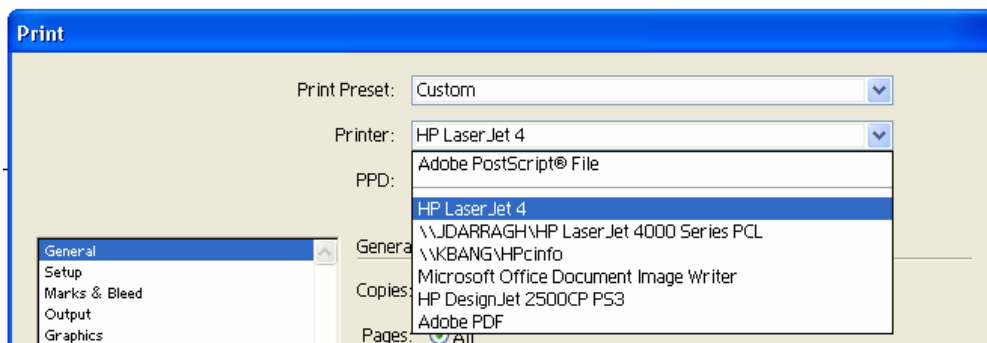 Print
Print Preset: Custom
Printer: HP LaserJet 4
Adobe PostScript® File
PPD:
HP LaserJet 4
\\JDARRAGH\HP LaserJet 4000 Series PCL
\\KBANG\HPcinfo
Microsoft Office Document Image Writer
HP DesignJet 2500CP PS3
Adobe PDF
General
Setup
Marks & Bleed
Output
Graphics
Genera
Copies:
Pages: All